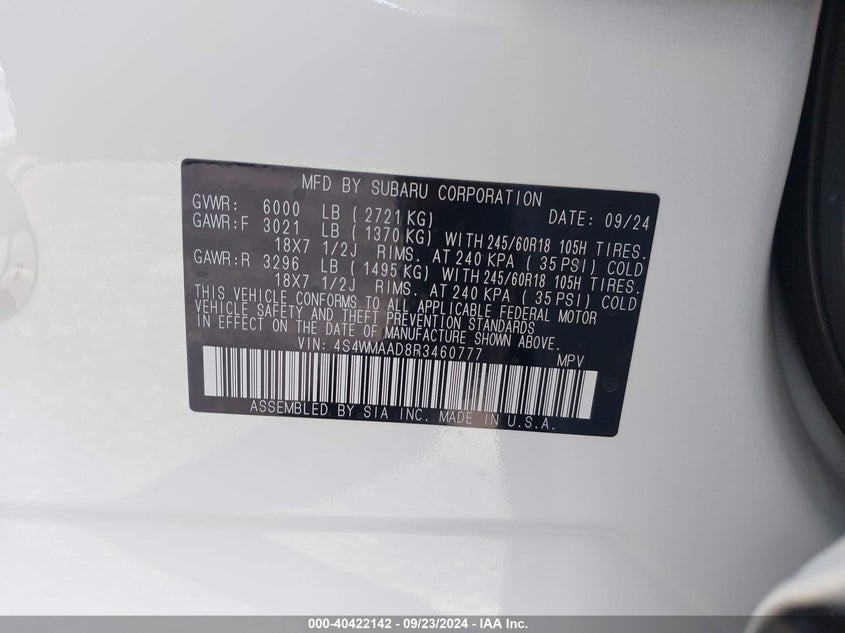 MFD BY SUBARU CORPORATION
GVWR: 6000 LB ( 2721 KG) DATE: 09/24
GAWR:F 3021 LB ( 1370 KG) WITH 245/60R18 105H TIRES.
18X7 1/2J RIMS. AT 240 KPA ( 35 PSI) COLD
GAWR:R 3296 LB ( 1495 KG) WITH 245/60R18 105H TIRES.
18X7 1/2J RIMS. AT 240 KPA ( 35 PSI) COLD
THIS VEHICLE CONFORMS TO ALL APPLICABLE FEDERAL MOTOR
VEHICLE SAFETY AND THEFT PREVENTION STANDARDS
IN EFFECT ON THE DATE OF MANUFACTURE SHOWN ABOVE.
VIN: 4S4WMAAD8R3460777 MPV
ASSEMBLED BY SIA INC. MADE IN U.S.A.
000-40422142 - 09/23/2024 - IAA Inc.